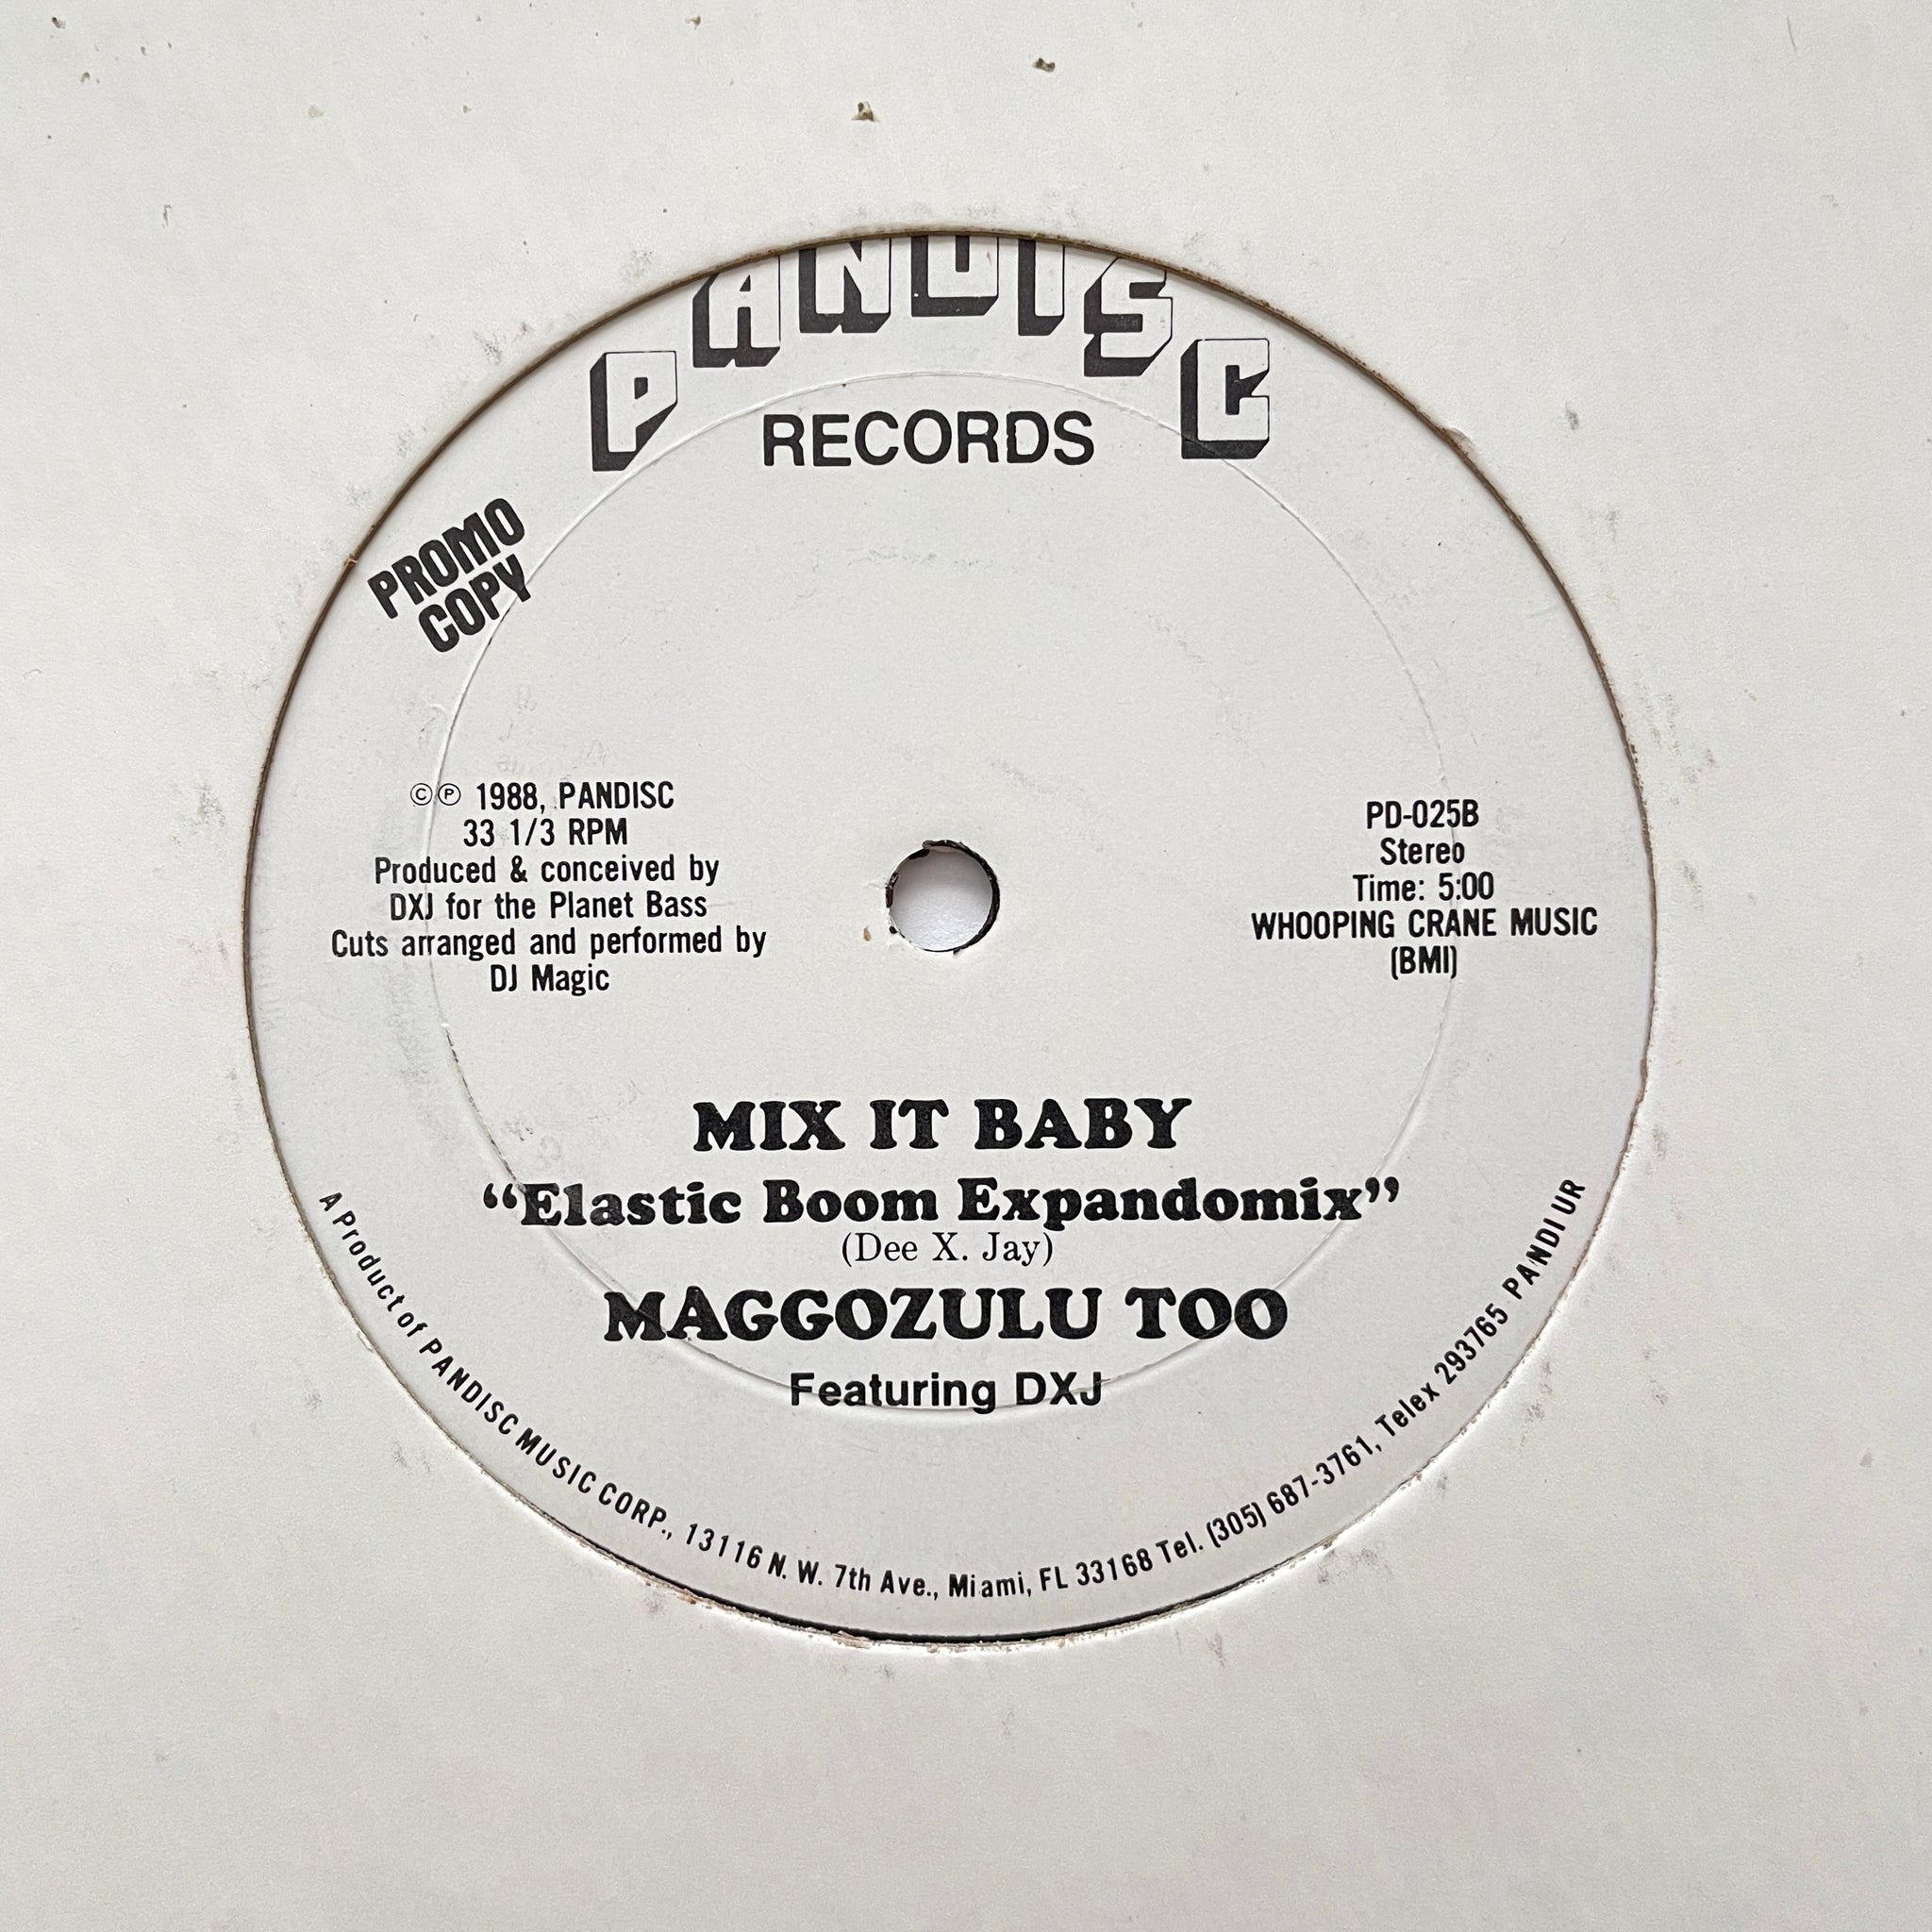 PANDISC
RECORDS
PROMO
COPY
©℗ 1988, PANDISC
33 1/3 RPM
Produced & conceived by
DXJ for the Planet Bass
Cuts arranged and performed by
DJ Magic
PD-025B
Stereo
Time: 5:00
WHOOPING CRANE MUSIC
(BMI)
MIX IT BABY
“Elastic Boom Expandomix”
(Dee X. Jay)
MAGGOZULU TOO
Featuring DXJ
A Product of PANDISC MUSIC CORP., 13116 N. W. 7th Ave., Miami, FL 33168 Tel. (305) 687-3761, Telex 293765 PANDI UR